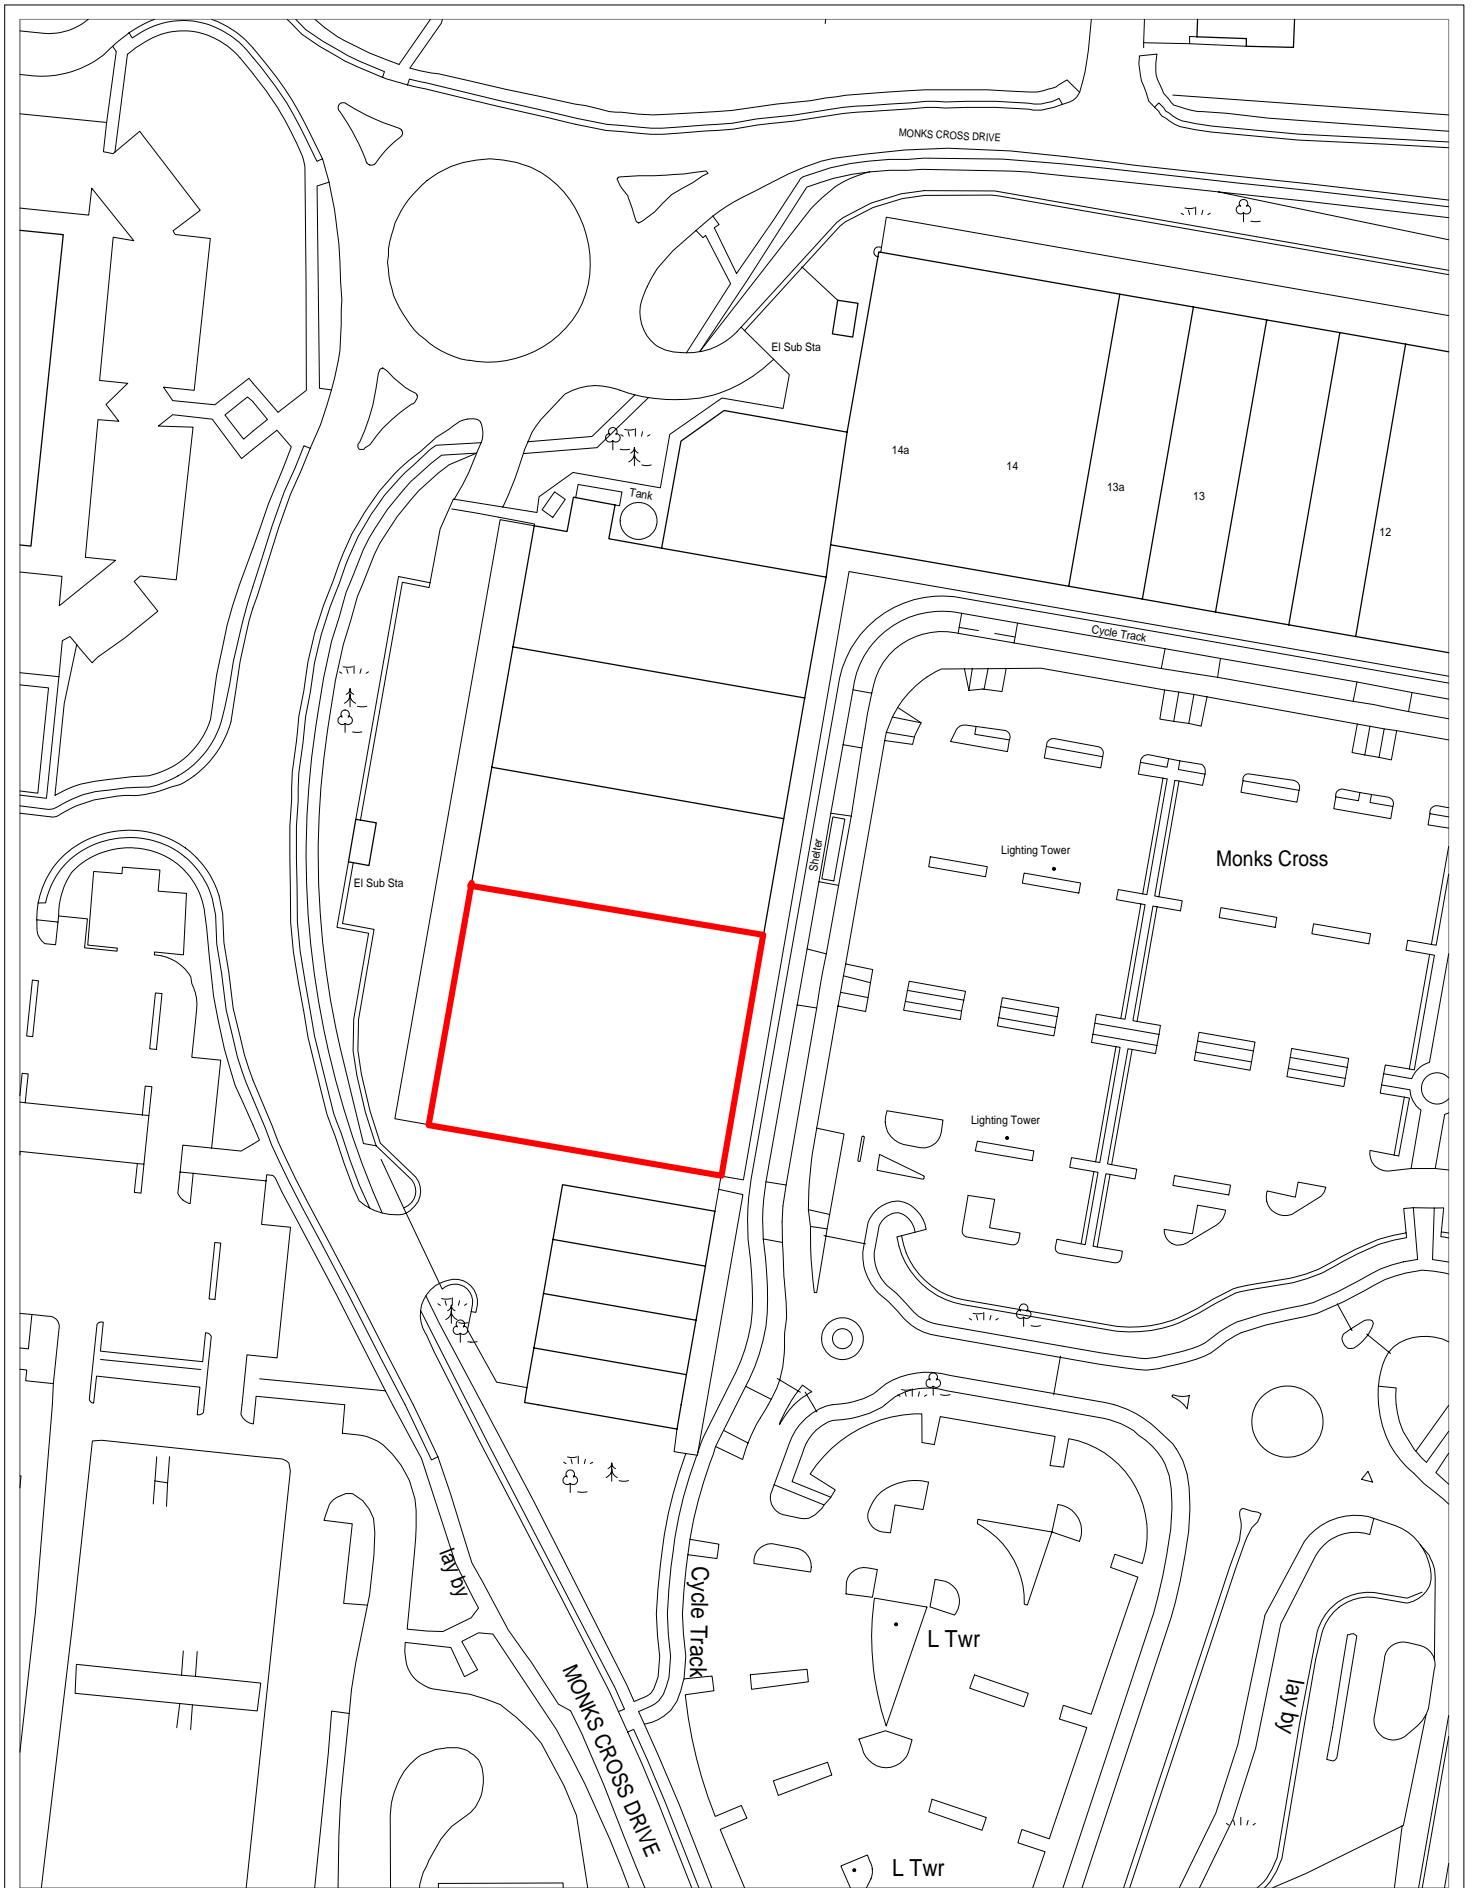 MONKS CROSS DRIVE
El Sub Sta
14a
14
13a
13
12
Tank
Cycle Track
Shelter
Lighting Tower
Monks Cross
El Sub Sta
Lighting Tower
lay by
Cycle Track
L Twr
lay by
MONKS CROSS DRIVE
L Twr